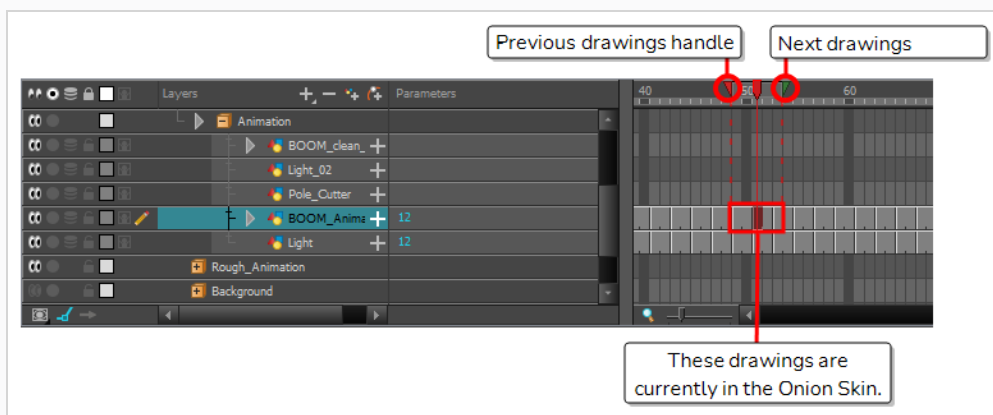 Previous drawings handle
Next drawings
Layers
Parameters
40
50
60
Animation
BOOM_clean_
Light_02
Pole_Cutter
BOOM_Anima
12
Light
12
Rough_Animation
Background
These drawings are
currently in the Onion Skin.